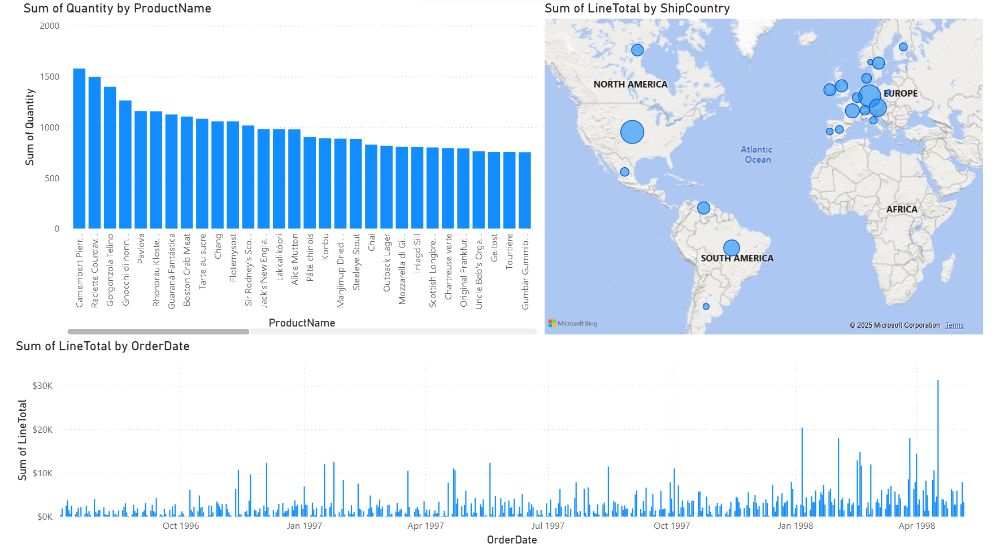 Sum of Quantity by ProductName
2000
1500
1000
500
0
Sum of Quantity
Camembert Pierr...
Raclette Courdav...
Gorgonzola Telino
Gnocchi di nonn...
Pavlova
Rhönbräu Kloste...
Guaraná Fantástica
Boston Crab Meat
Tarte au sucre
Chang
Flotemysost
Sir Rodney's Sco...
Jack's New Engla...
Lakkalikööri
Alice Mutton
Pâté chinois
Konbu
Manjimup Dried ...
Steeleye Stout
Chai
Outback Lager
Mozzarella di Gi...
Inlagd Sill
Scottish Longbre...
Chartreuse verte
Original Frankfur...
Uncle Bob's Orga...
Geitost
Tourtière
Gumbär Gummib...
ProductName
Sum of LineTotal by ShipCountry
NORTH AMERICA
EUROPE
Atlantic
Ocean
AFRICA
SOUTH AMERICA
Microsoft Bing
© 2025 Microsoft Corporation Terms
Sum of LineTotal by OrderDate
$30K
$20K
$10K
$0K
Sum of LineTotal
Oct 1996
Jan 1997
Apr 1997
Jul 1997
Oct 1997
Jan 1998
Apr 1998
OrderDate